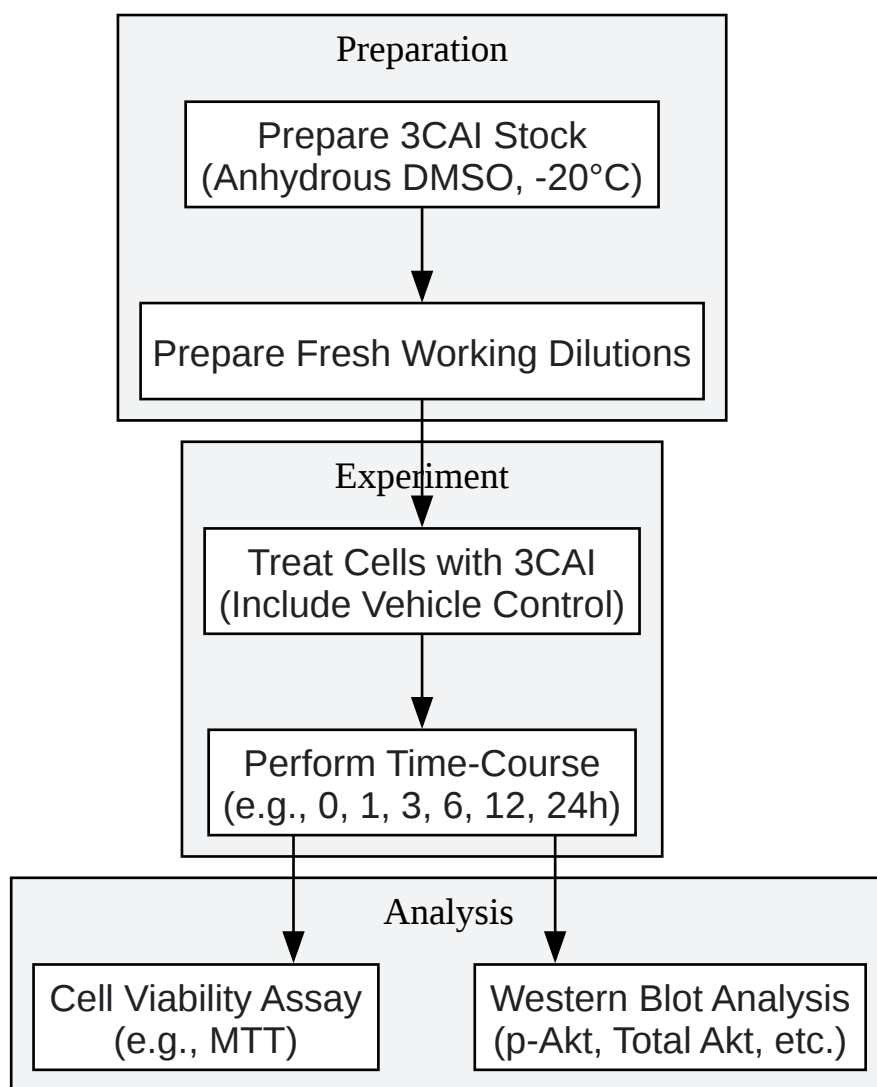 Preparation
Prepare 3CAI Stock
(Anhydrous DMSO, -20°C)
Prepare Fresh Working Dilutions
Experiment
Treat Cells with 3CAI
(Include Vehicle Control)
Perform Time-Course
(e.g., 0, 1, 3, 6, 12, 24h)
Analysis
Cell Viability Assay
(e.g., MTT)
Western Blot Analysis
(p-Akt, Total Akt, etc.)